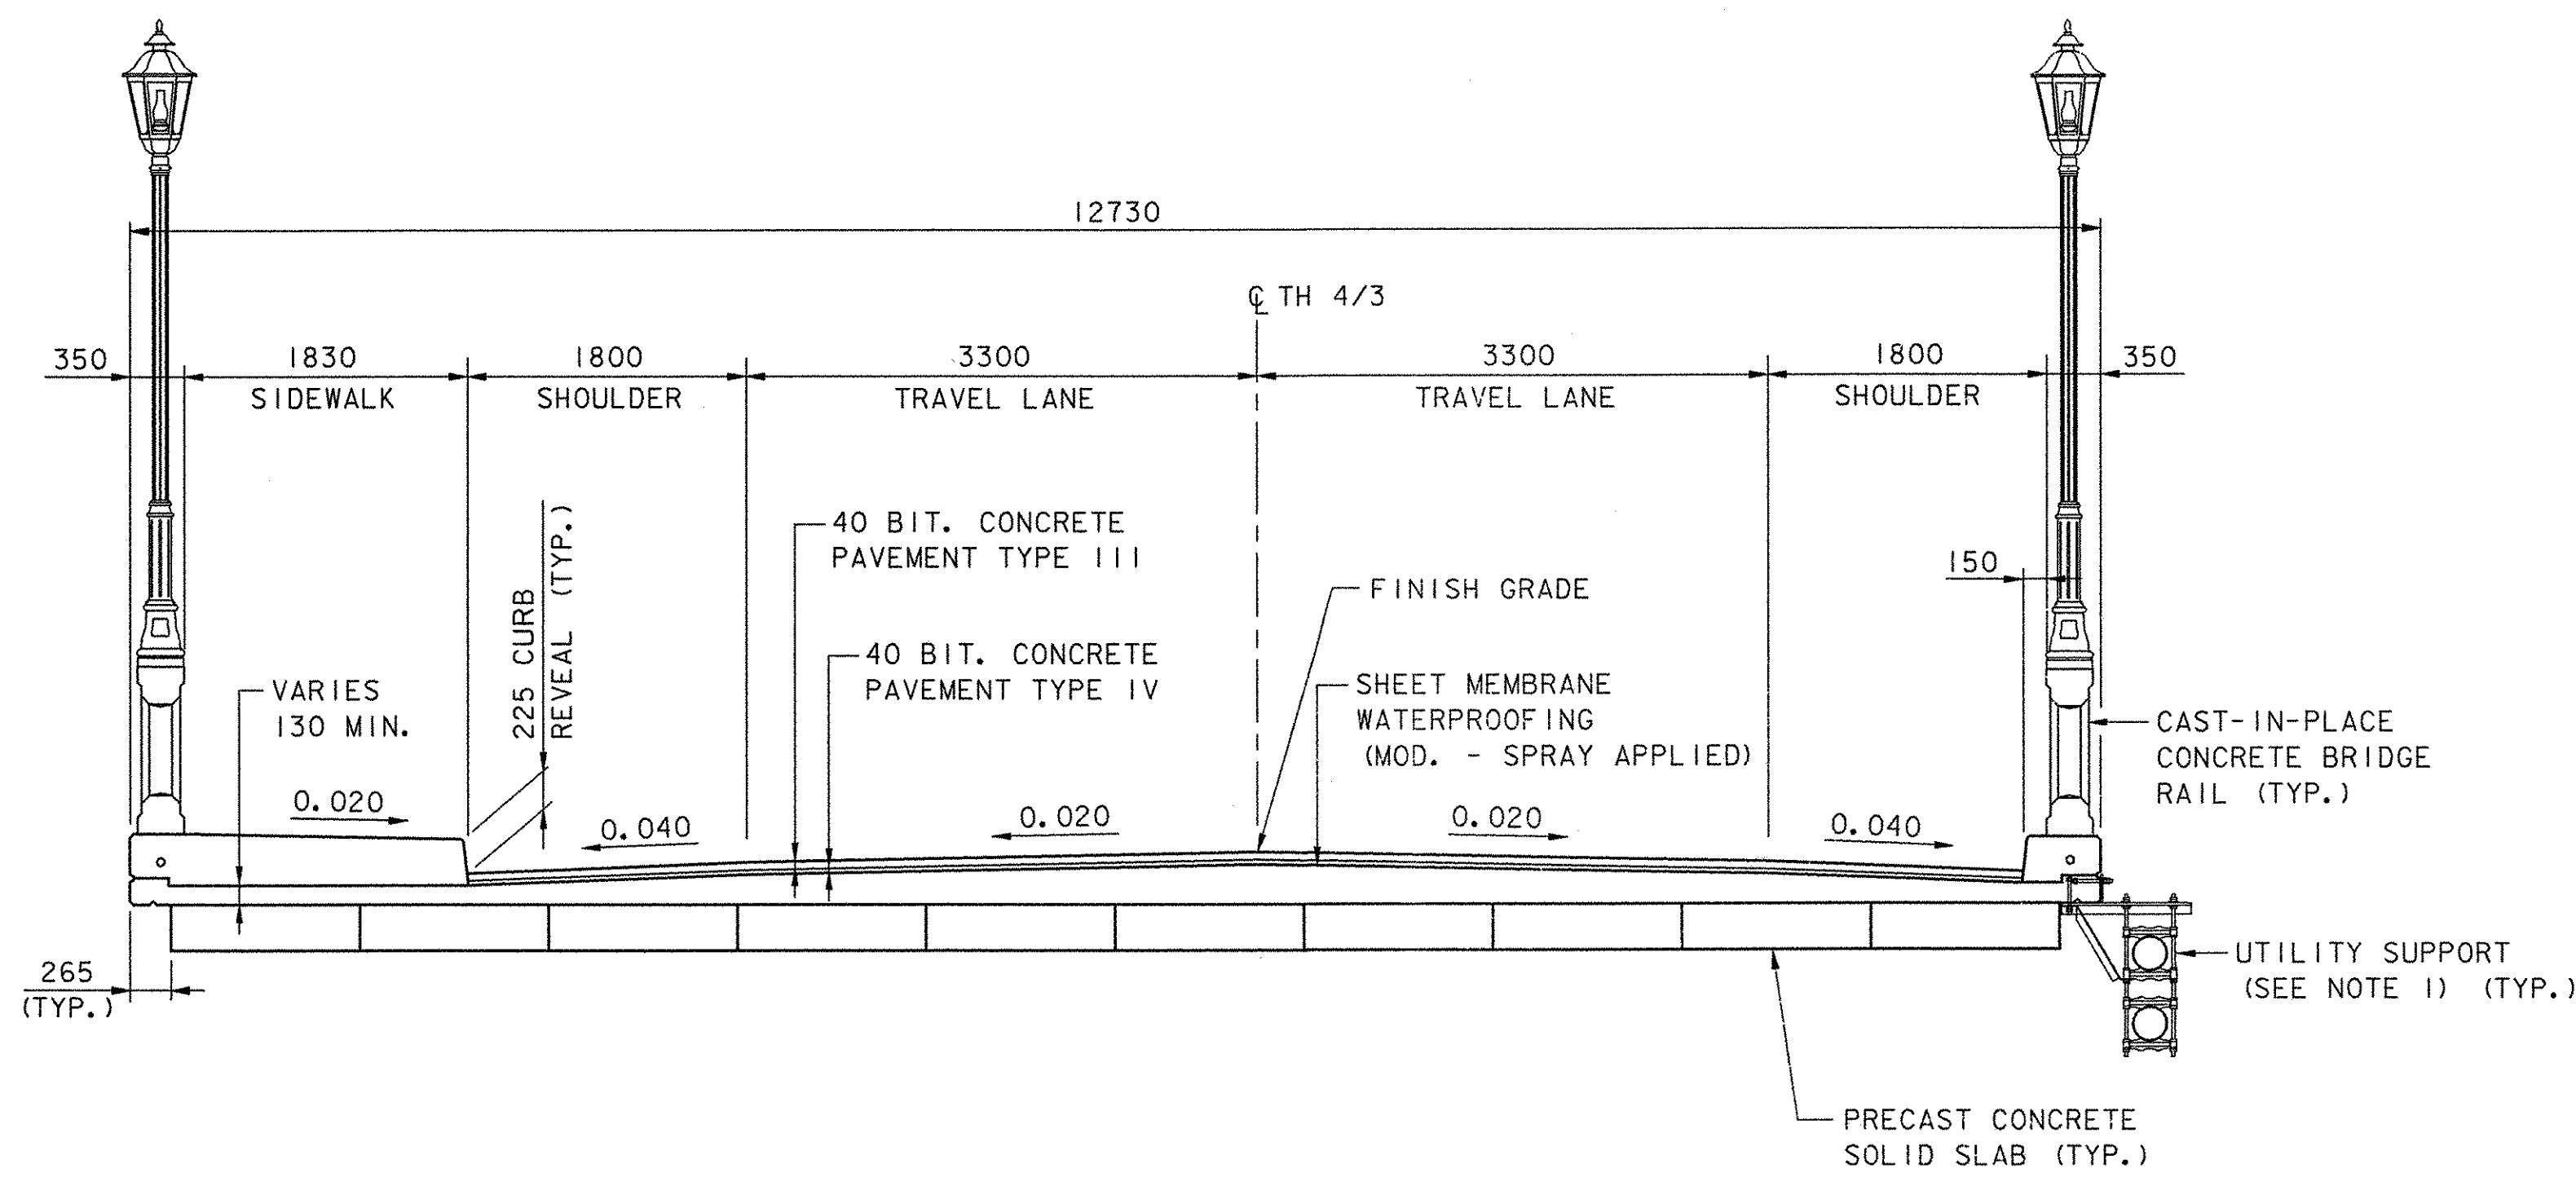 12730
℄ TH 4/3
350
1830
1800
3300
3300
1800
350
SIDEWALK
SHOULDER
TRAVEL LANE
TRAVEL LANE
SHOULDER
40 BIT. CONCRETE
PAVEMENT TYPE III
150
225 CURB
REVEAL (TYP.)
FINISH GRADE
40 BIT. CONCRETE
PAVEMENT TYPE IV
VARIES
130 MIN.
SHEET MEMBRANE
WATERPROOFING
(MOD. - SPRAY APPLIED)
CAST-IN-PLACE
CONCRETE BRIDGE
RAIL (TYP.)
0.020
0.040
0.020
0.020
0.040
265
(TYP.)
UTILITY SUPPORT
(SEE NOTE 1) (TYP.)
PRECAST CONCRETE
SOLID SLAB (TYP.)